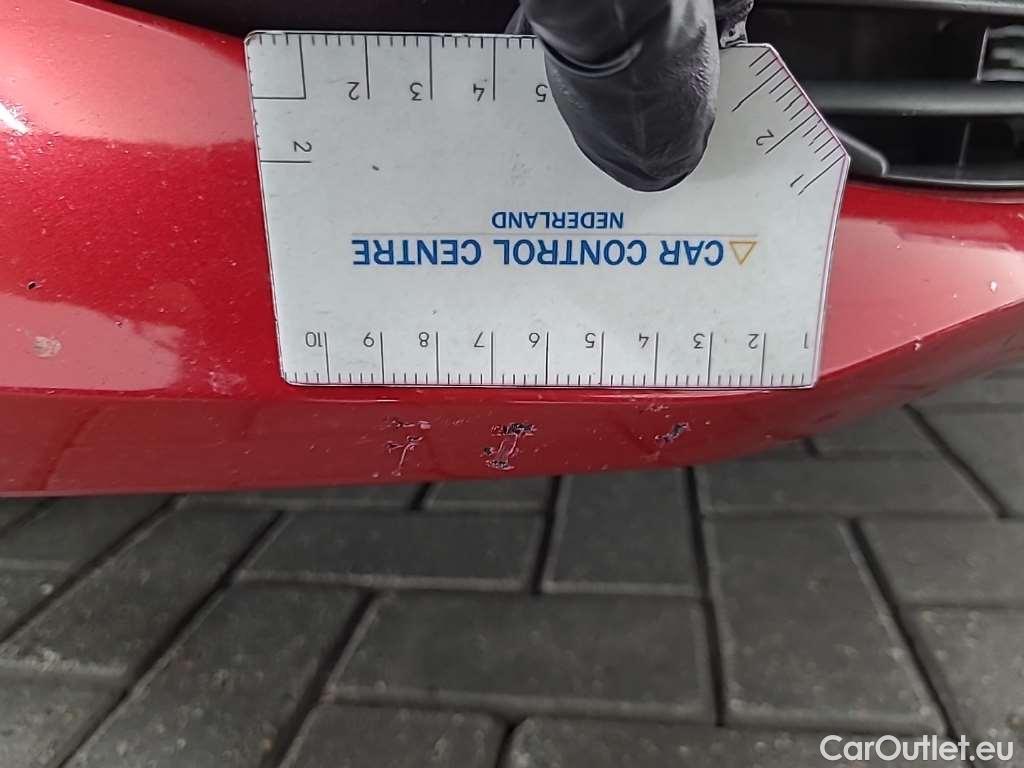 2 3 4 5
2
2
1
NEDERLAND
CAR CONTROL CENTRE
10 9 8 7 6 5 4 3 2 1
CarOutlet.eu